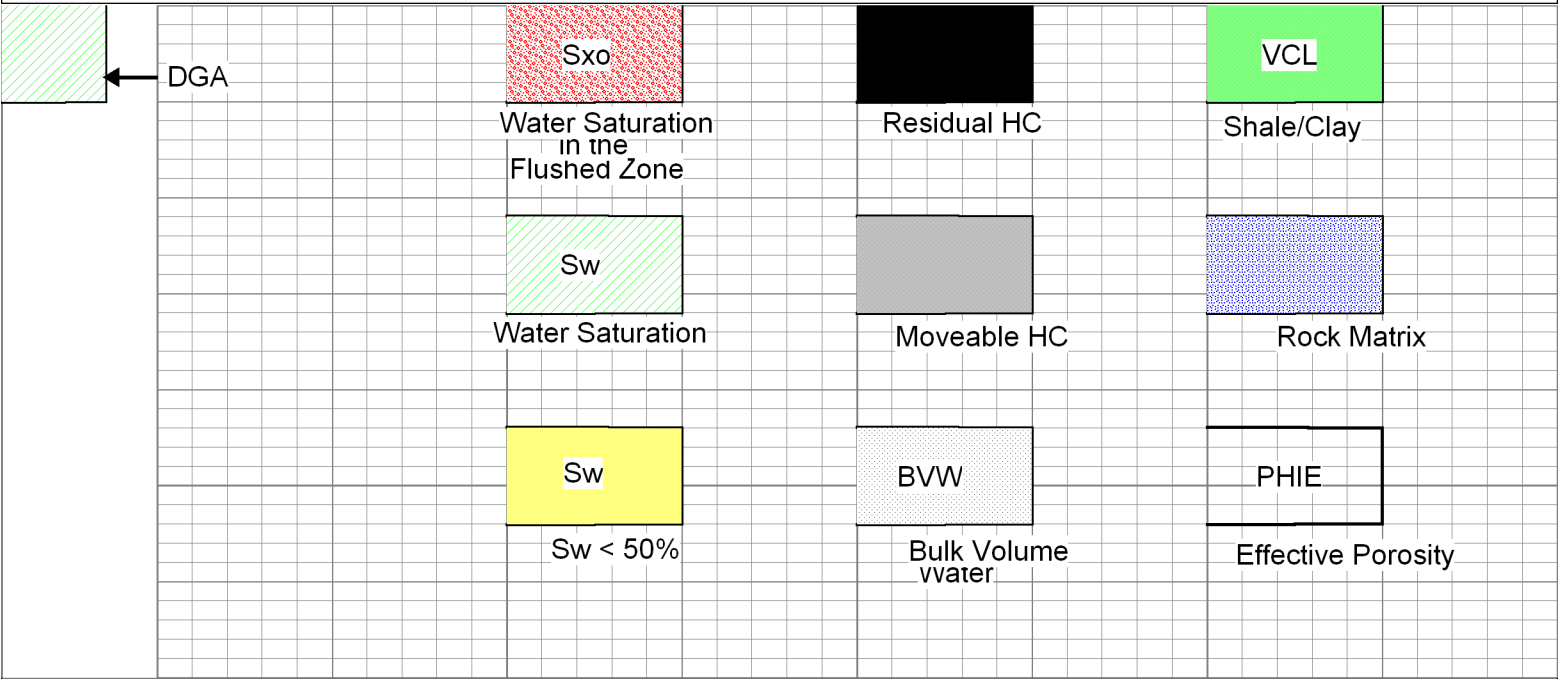 DGA
Sxo
Water Saturation
in the
Flushed Zone
Residual HC
VCL
Shale/Clay
Sw
Water Saturation
Moveable HC
Rock Matrix
Sw
Sw < 50%
BVW
Bulk Volume
Water
PHIE
Effective Porosity